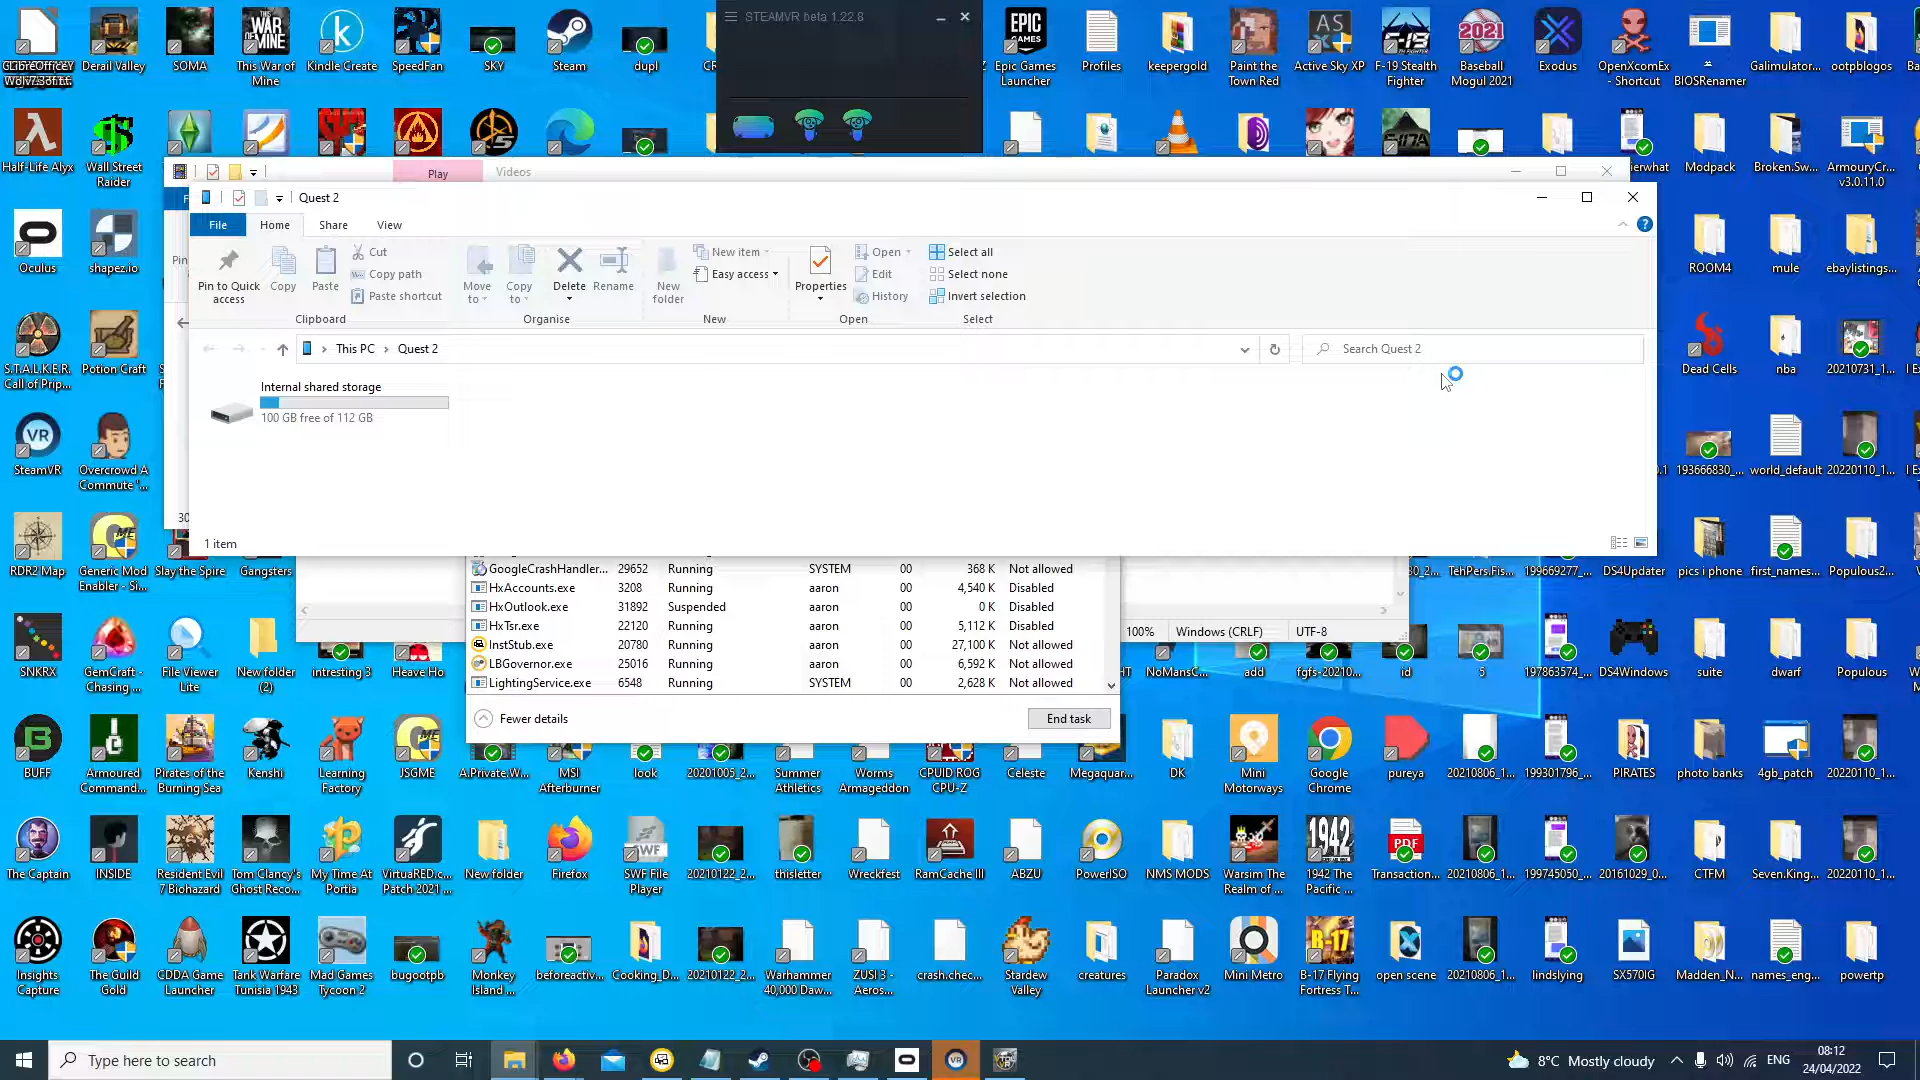 STEAMVR beta 1.22.8
Play
Videos
Quest 2
File
Home
Share
View
Pin to Quick access
Copy
Paste
Cut
Copy path
Paste shortcut
Clipboard
Move to
Copy to
Delete
Rename
Organise
New folder
New item
Easy access
New
Properties
Open
Edit
History
Open
Select all
Select none
Invert selection
Select
This PC
Quest 2
Search Quest 2
Internal shared storage
100 GB free of 112 GB
1 item
GoogleCrashHandler... 29652 Running SYSTEM 00 368 K Not allowed
HxAccounts.exe 3208 Running aaron 00 4,540 K Disabled
HxOutlook.exe 31892 Suspended aaron 00 0 K Disabled
HxTsr.exe 22120 Running aaron 00 5,112 K Disabled
InstStub.exe 20780 Running aaron 00 27,100 K Not allowed
LBGovernor.exe 25016 Running aaron 00 6,592 K Not allowed
LightingService.exe 6548 Running SYSTEM 00 2,628 K Not allowed
Fewer details
End task
100%
Windows (CRLF)
UTF-8
Derail Valley
SOMA
This War of Mine
Kindle Create
SpeedFan
SKY
Steam
dupl
Epic Games Launcher
Profiles
keepergold
Paint the Town Red
Active Sky XP
F-19 Stealth Fighter
Baseball Mogul 2021
Exodus
OpenXcomEx - Shortcut
BIOSRenamer
Galimulator...
ootpblogos
Half-Life Alyx
Wall Street Raider
Modpack
Broken.Sw...
ArmouryCr... v3.0.11.0
Oculus
shapez.io
ROOM4
mule
ebaylistings...
S.T.A.L.K.E.R. Call of Prip...
Potion Craft
Dead Cells
nba
20210731_1...
SteamVR
Overcrowd A Commute '...
193666830_...
world_default
20220110_1...
RDR2 Map
Generic Mod Enabler - Si...
Slay the Spire
Gangsters
TehPers.Fis...
199669277_...
DS4Updater
pics i phone
first_names...
Populous2...
SNKRX
GemCraft - Chasing ...
File Viewer Lite
New folder (2)
intresting 3
Heave Ho
NoMansC...
add
fgfs-20210...
id
5
197863574_...
DS4Windows
suite
dwarf
Populous
BUFF
Armoured Command...
Pirates of the Burning Sea
Kenshi
Learning Factory
JSGME
A.Private.W...
MSI Afterburner
look
20201005_2...
Summer Athletics
Worms Armageddon
CPUID ROG CPU-Z
Celeste
Megaquar...
DK
Mini Motorways
Google Chrome
pureya
20210806_1...
199301796_...
PIRATES
photo banks
4gb_patch
20220110_1...
The Captain
INSIDE
Resident Evil 7 Biohazard
Tom Clancy's Ghost Reco...
My Time At Portia
VirtuaRED.c... Patch 2021 ...
New folder
Firefox
SWF File Player
20210122_2...
thisletter
Wreckfest
RamCache III
ABZU
PowerISO
NMS MODS
Warsim The Realm of ...
1942 The Pacific ...
Transaction...
20210806_1...
199745050_...
20161029_0...
CTFM
Seven.King...
20220110_1...
Insights Capture
The Guild Gold
CDDA Game Launcher
Tank Warfare Tunisia 1943
Mad Games Tycoon 2
bugootpb
Monkey Island ...
beforeactiv...
Cooking_D...
20210122_2...
Warhammer 40,000 Daw...
ZUSI 3 - Aeros...
crash.chec...
Stardew Valley
creatures
Paradox Launcher v2
Mini Metro
B-17 Flying Fortress T...
open scene
20210806_1...
lindslying
SX570IG
Madden_N...
names_eng...
powertp
Type here to search
8°C Mostly cloudy
ENG
08:12
24/04/2022